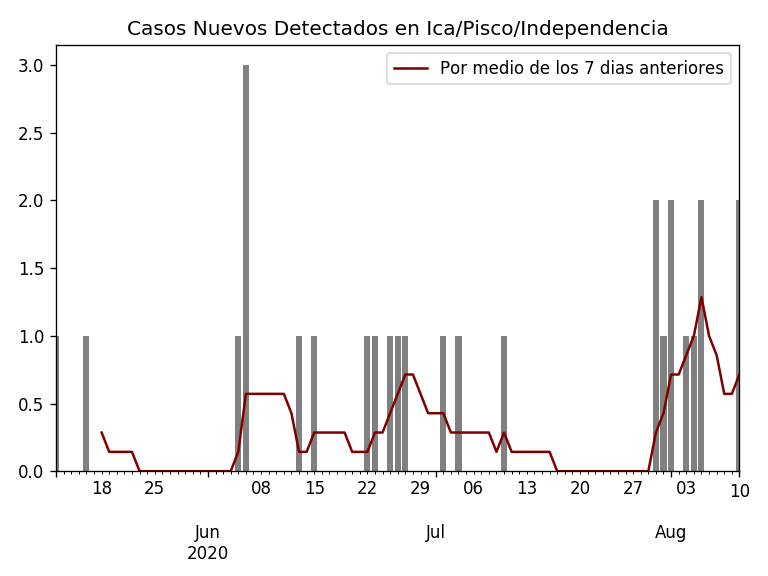 Casos Nuevos Detectados en Ica/Pisco/Independencia
Por medio de los 7 dias anteriores
3.0
2.5
2.0
1.5
1.0
0.5
0.0
18 25 08 15 22 29 06 13 20 27 03 10
Jun Jul Aug
2020